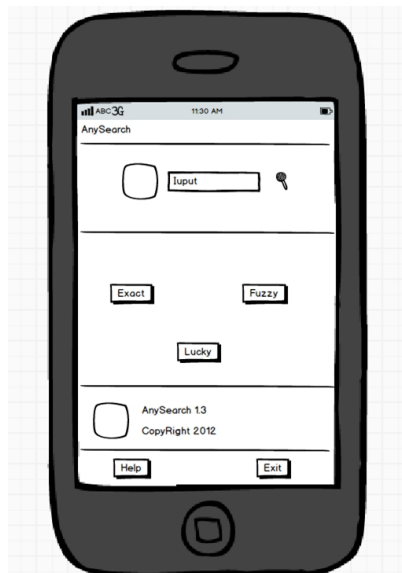 ABC 3G 11:30 AM
AnySearch
Iuput
Exact Fuzzy
Lucky
AnySearch 1.3
CopyRight 2012
Help Exit